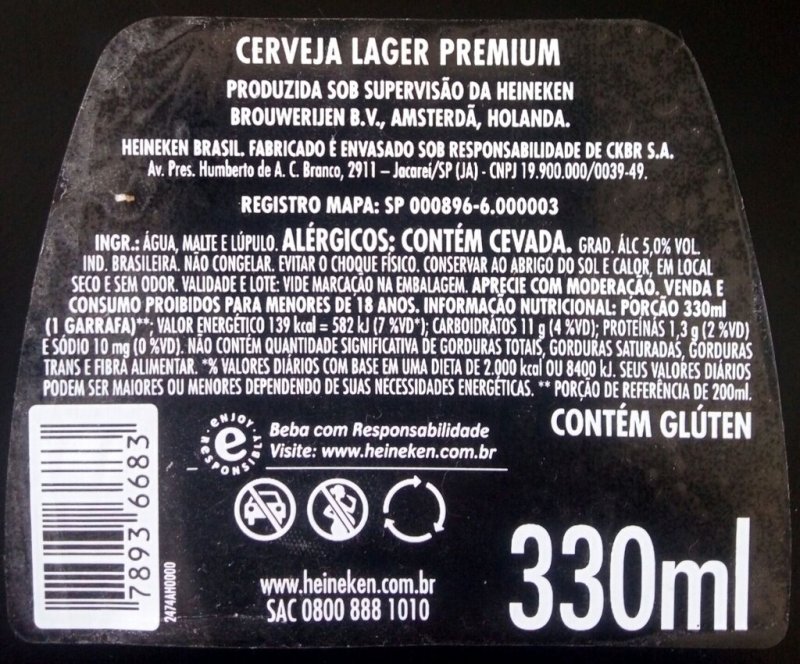 CERVEJA LAGER PREMIUM
PRODUZIDA SOB SUPERVISÃO DA HEINEKEN
BROUWERIJEN B.V., AMSTERDÃ, HOLANDA.
HEINEKEN BRASIL. FABRICADO E ENVASADO SOB RESPONSABILIDADE DE CKBR S.A.
Av. Pres. Humberto de A. C. Branco, 2911 – Jacareí/SP (JA) - CNPJ 19.900.000/0039-49.
REGISTRO MAPA: SP 000896-6.000003
INGR.: ÁGUA, MALTE E LÚPULO. ALÉRGICOS: CONTÉM CEVADA. GRAD. ÁLC 5,0% VOL.
IND. BRASILEIRA. NÃO CONGELAR. EVITAR O CHOQUE FÍSICO. CONSERVAR AO ABRIGO DO SOL E CALOR, EM LOCAL
SECO E SEM ODOR. VALIDADE E LOTE: VIDE MARCAÇÃO NA EMBALAGEM. APRECIE COM MODERAÇÃO. VENDA E
CONSUMO PROIBIDOS PARA MENORES DE 18 ANOS. INFORMAÇÃO NUTRICIONAL: PORÇÃO 330ml
(1 GARRAFA)**: VALOR ENERGÉTICO 139 kcal = 582 kJ (7 %VD*); CARBOIDRATOS 11 g (4 %VD); PROTEÍNAS 1,3 g (2 %VD)
E SÓDIO 10 mg (0 %VD). NÃO CONTÉM QUANTIDADE SIGNIFICATIVA DE GORDURAS TOTAIS, GORDURAS SATURADAS, GORDURAS
TRANS E FIBRA ALIMENTAR. *% VALORES DIÁRIOS COM BASE EM UMA DIETA DE 2.000 kcal OU 8400 kJ. SEUS VALORES DIÁRIOS
PODEM SER MAIORES OU MENORES DEPENDENDO DE SUAS NECESSIDADES ENERGÉTICAS. ** PORÇÃO DE REFERÊNCIA DE 200ml.
CONTÉM GLÚTEN
ENJOY RESPONSIBLY
e
Beba com Responsabilidade
Visite: www.heineken.com.br
7893 6683
2474AH0000
www.heineken.com.br
SAC 0800 888 1010
330ml